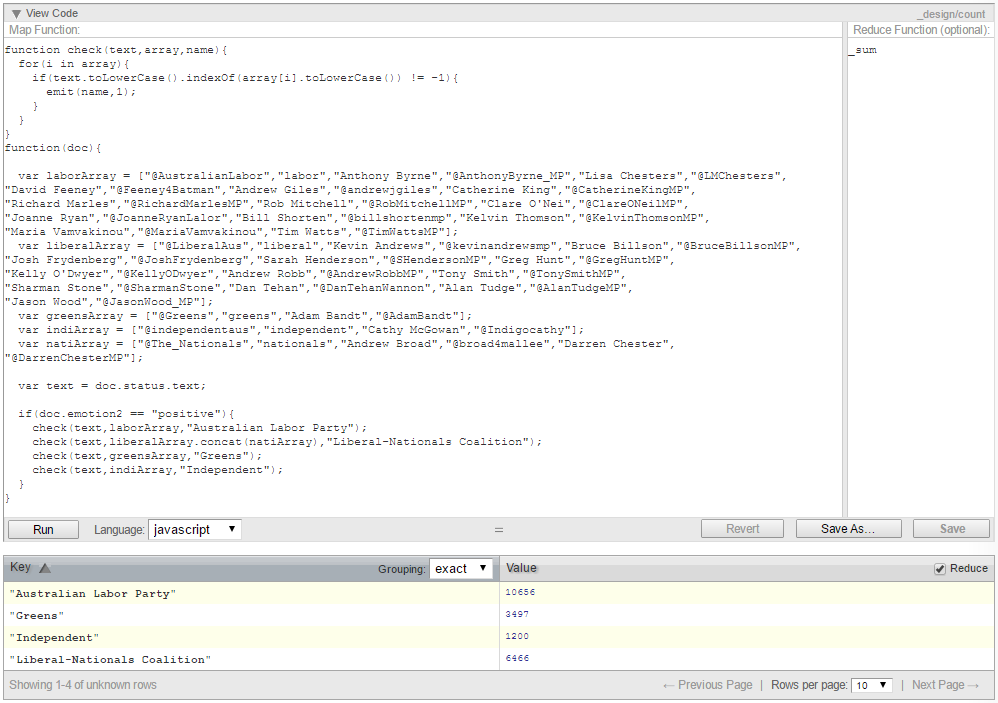 ▼ View Code
_design/count
Map Function:
Reduce Function (optional):
function check(text,array,name){
  for(i in array){
    if(text.toLowerCase().indexOf(array[i].toLowerCase()) != -1){
      emit(name,1);
    }
  }
}
function(doc){
  var laborArray = ["@AustralianLabor","labor","Anthony Byrne","@AnthonyByrne_MP","Lisa Chesters","@LMChesters",
"David Feeney","@Feeney4Batman","Andrew Giles","@andrewjgiles","Catherine King","@CatherineKingMP",
"Richard Marles","@RichardMarlesMP","Rob Mitchell","@RobMitchellMP","Clare O'Nei","@ClareONeilMP",
"Joanne Ryan","@JoanneRyanLalor","Bill Shorten","@billshortenmp","Kelvin Thomson","@KelvinThomsonMP",
"Maria Vamvakinou","@MariaVamvakinou","Tim Watts","@TimWattsMP"];
  var liberalArray = ["@LiberalAus","liberal","Kevin Andrews","@kevinandrewsmp","Bruce Billson","@BruceBillsonMP",
"Josh Frydenberg","@JoshFrydenberg","Sarah Henderson","@SHendersonMP","Greg Hunt","@GregHuntMP",
"Kelly O'Dwyer","@KellyODwyer","Andrew Robb","@AndrewRobbMP","Tony Smith","@TonySmithMP",
"Sharman Stone","@SharmanStone","Dan Tehan","@DanTehanWannon","Alan Tudge","@AlanTudgeMP",
"Jason Wood","@JasonWood_MP"];
  var greensArray = ["@Greens","greens","Adam Bandt","@AdamBandt"];
  var indiArray = ["@independentaus","independent","Cathy McGowan","@Indigocathy"];
  var natiArray = ["@The_Nationals","nationals","Andrew Broad","@broad4mallee","Darren Chester",
"@DarrenChesterMP"];
  var text = doc.status.text;
  if(doc.emotion2 == "positive"){
    check(text,laborArray,"Australian Labor Party");
    check(text,liberalArray.concat(natiArray),"Liberal-Nationals Coalition");
    check(text,greensArray,"Greens");
    check(text,indiArray,"Independent");
  }
}
_sum
Run
Language: javascript ▼
=
Revert
Save As...
Save
Key ▲
Grouping: exact ▼
Value
Reduce
"Australian Labor Party" 10656
"Greens" 3497
"Independent" 1200
"Liberal-Nationals Coalition" 6466
Showing 1-4 of unknown rows
← Previous Page | Rows per page: 10 ▼ | Next Page →